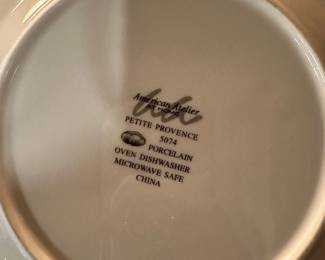 American Atelier
PETITE PROVENCE
5074
PORCELAIN
OVEN DISHWASHER
MICROWAVE SAFE
CHINA